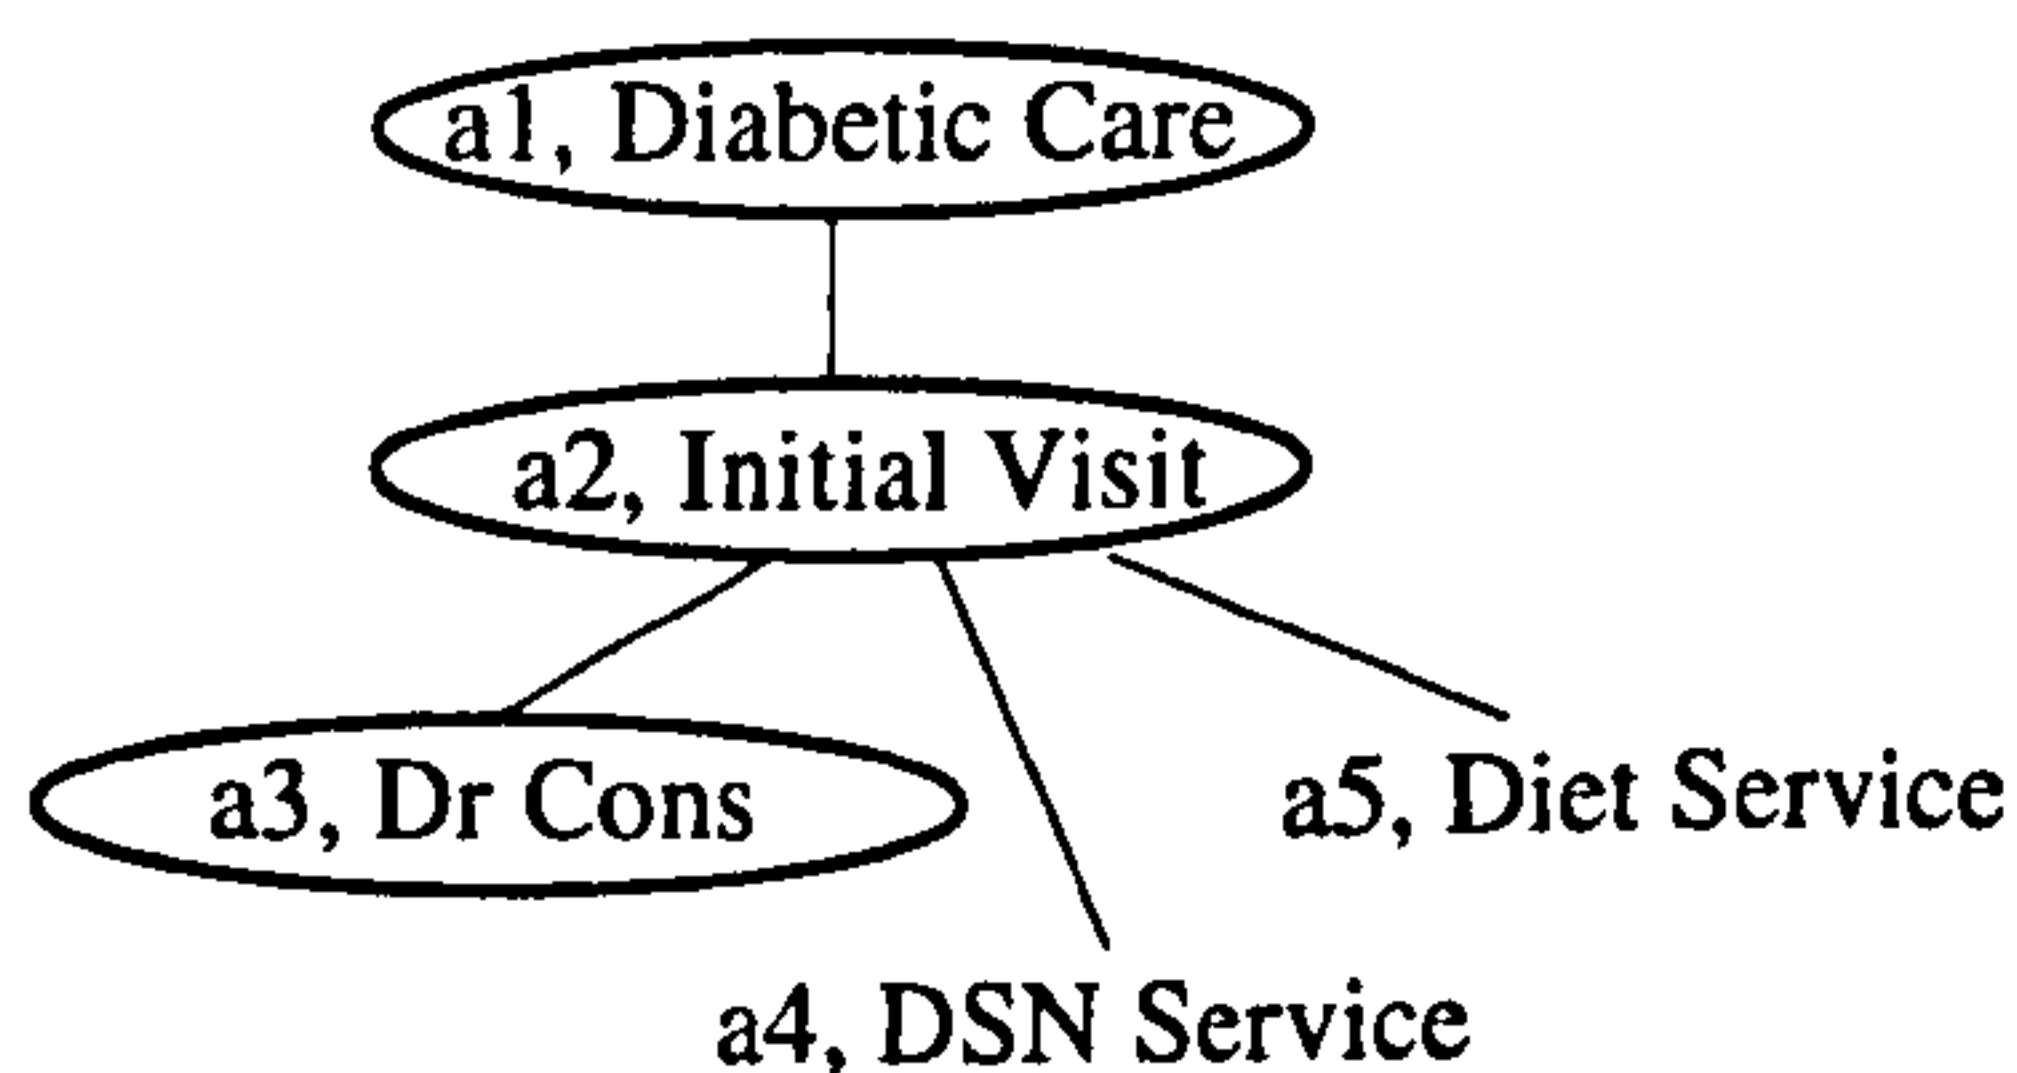 a1, Diabetic Care
a2, Initial Visit
a3, Dr Cons
a5, Diet Service
a4, DSN Service